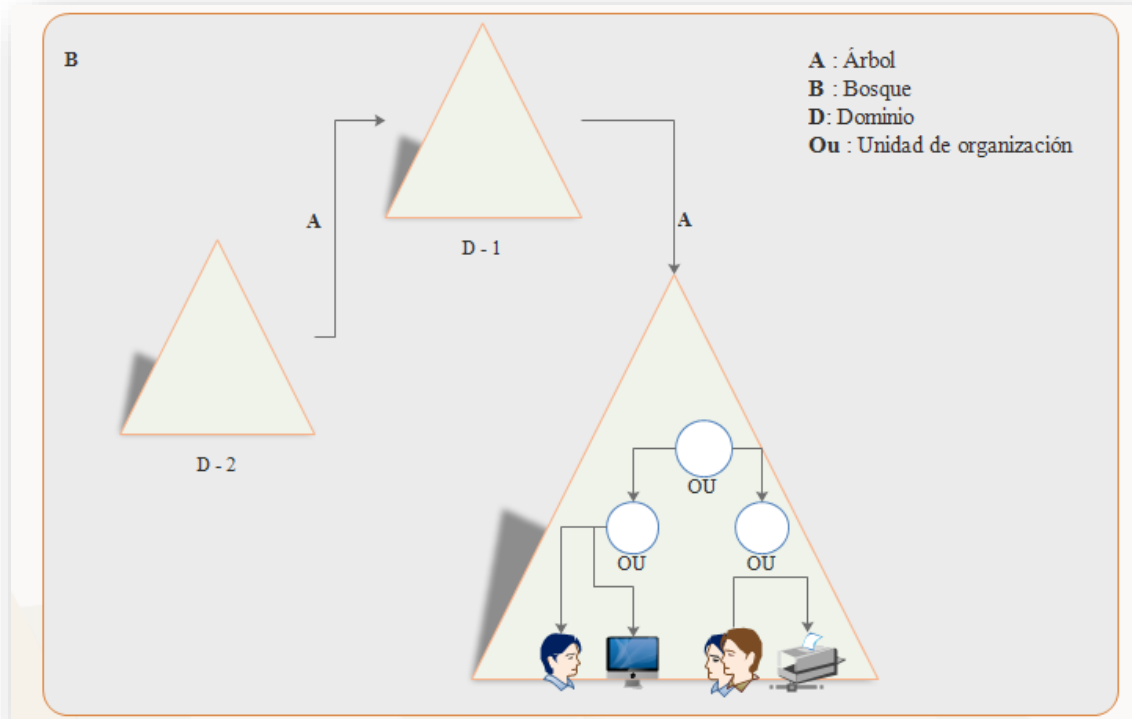 B
A : Árbol
B : Bosque
D: Dominio
Ou : Unidad de organización
A
A
D - 1
D - 2
OU
OU
OU